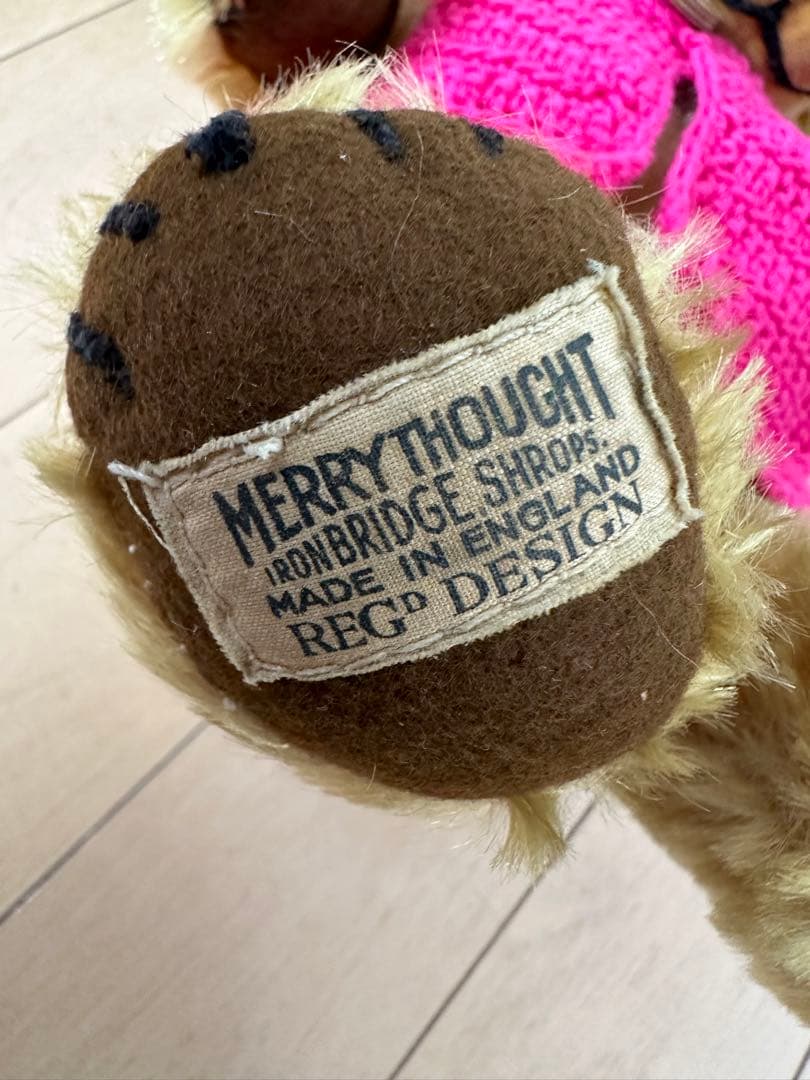 MERRYTHOUGHT
IRONBRIDGE, SHROPS.
MADE IN ENGLAND
REGᴰ DESIGN